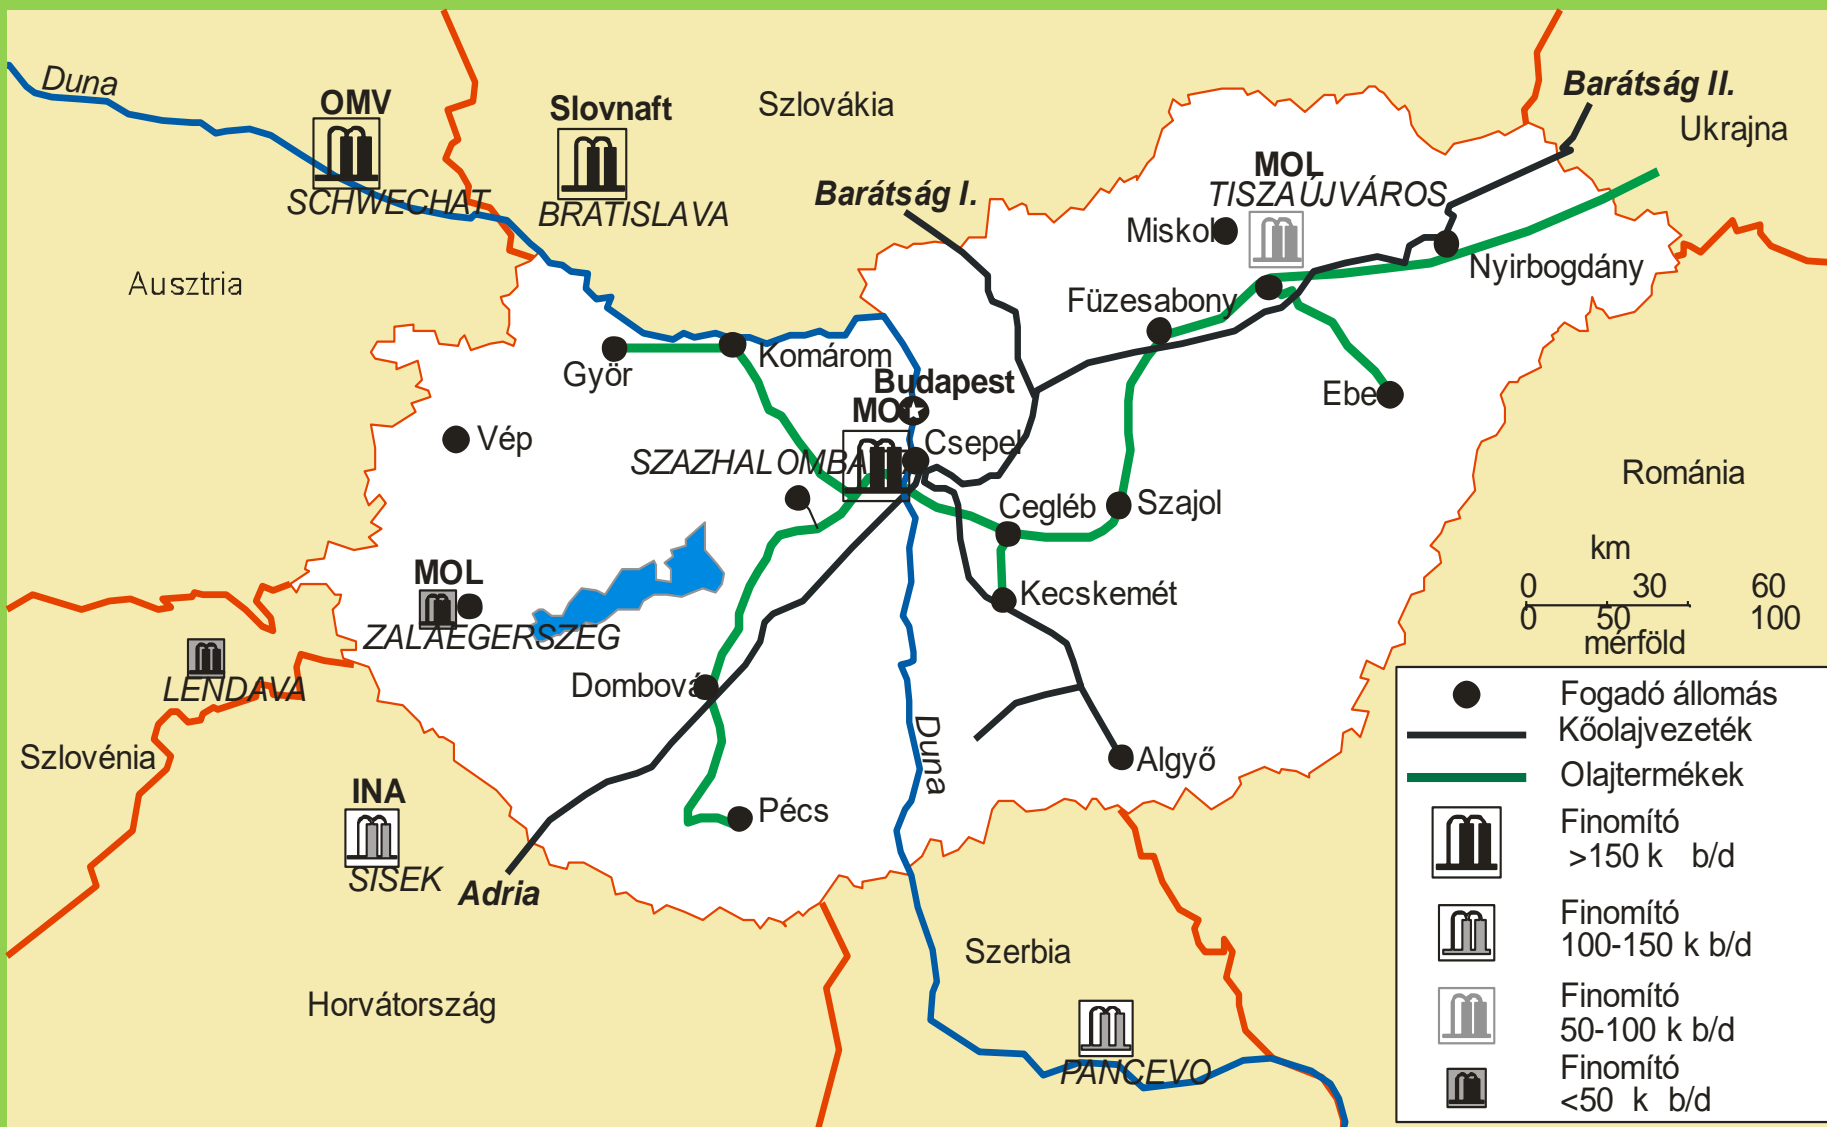 Duna
OMV
SCHWECHAT
Slovnaft
BRATISLAVA
Szlovákia
Barátság I.
Barátság II.
Ukrajna
MOL
TISZAÚJVÁROS
Miskol
Nyirbogdány
Füzesabony
Ausztria
Györ
Komárom
Budapest
MO
Ebe
Vép
Csepel
SZAZHALOMBA
Cegléb
Szajol
Románia
Kecskemét
MOL
ZALAEGERSZEG
LENDAVA
Dombová
Duna
Algyő
Szlovénia
INA
SISEK
Pécs
Adria
Szerbia
Horvátország
PANCEVO
km
0 30 60
0 50 100
mérföld
Fogadó állomás
Kőolajvezeték
Olajtermékek
Finomító
>150 k b/d
Finomító
100-150 k b/d
Finomító
50-100 k b/d
Finomító
<50 k b/d